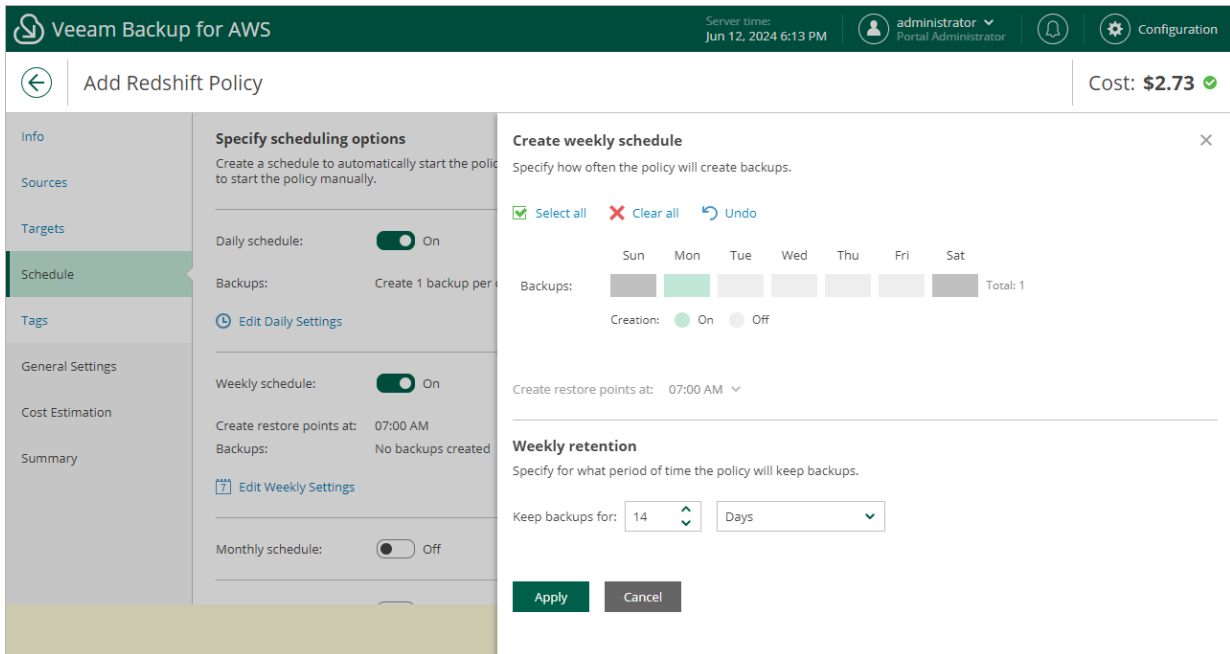 Veeam Backup for AWS
Server time:
Jun 12, 2024 6:13 PM
administrator
Portal Administrator
Configuration
Add Redshift Policy
Cost: $2.73
Info
Sources
Targets
Schedule
Tags
General Settings
Cost Estimation
Summary
Specify scheduling options
Create a schedule to automatically start the polic
to start the policy manually.
Daily schedule: On
Backups: Create 1 backup per
Edit Daily Settings
Weekly schedule: On
Create restore points at: 07:00 AM
Backups: No backups created
7 Edit Weekly Settings
Monthly schedule: Off
Create weekly schedule
Specify how often the policy will create backups.
Select all Clear all Undo
Sun Mon Tue Wed Thu Fri Sat
Backups: Total: 1
Creation: On Off
Create restore points at: 07:00 AM
Weekly retention
Specify for what period of time the policy will keep backups.
Keep backups for: 14 Days
Apply Cancel